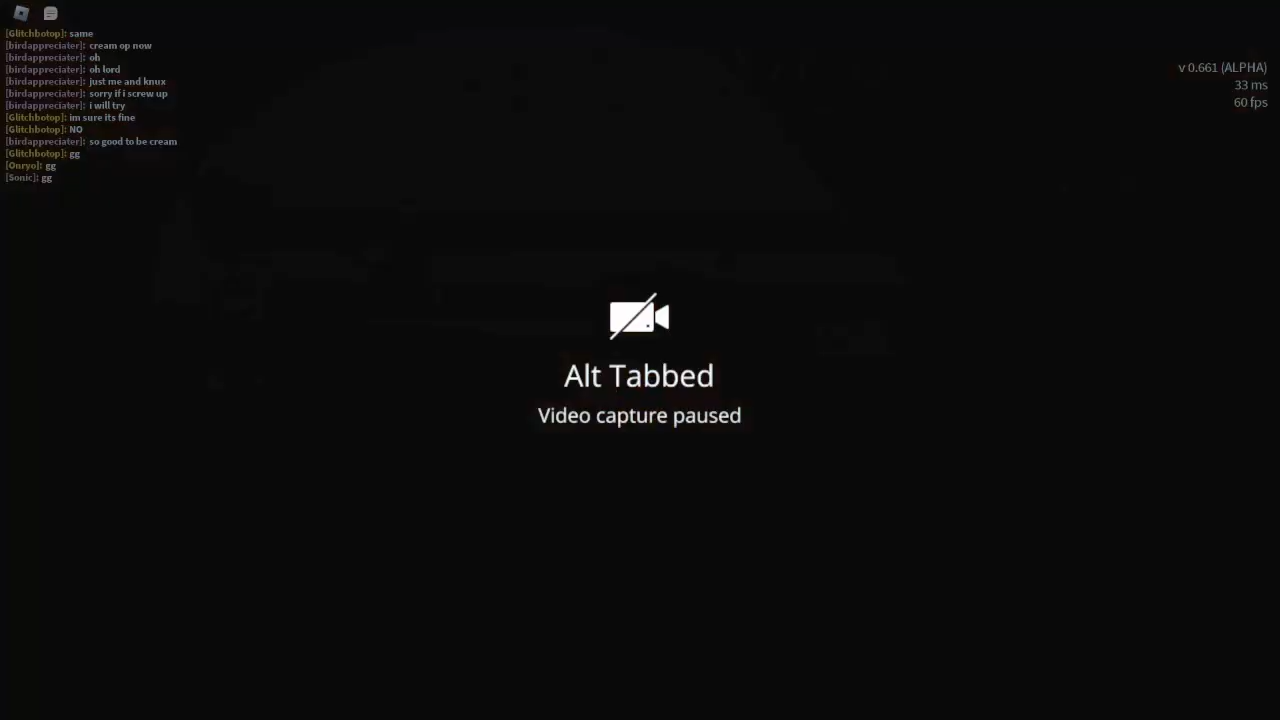 [Glitchbotop]: same
[birdappreciater]: cream op now
[birdappreciater]: oh
[birdappreciater]: oh lord
[birdappreciater]: just me and knux
[birdappreciater]: sorry if i screw up
[birdappreciater]: i will try
[Glitchbotop]: im sure its fine
[Glitchbotop]: NO
[birdappreciater]: so good to be cream
[Glitchbotop]: gg
[Onryo]: gg
[Sonic]: gg
v 0.661 (ALPHA)
33 ms
60 fps
Alt Tabbed
Video capture paused